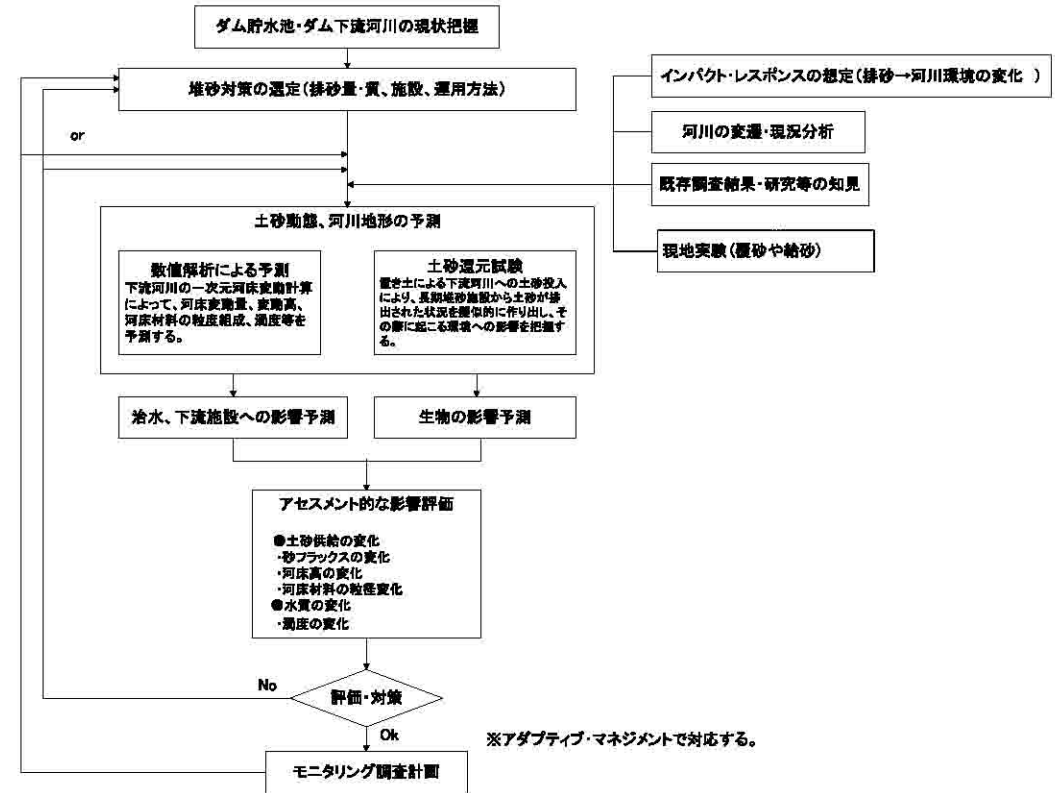 ダム貯水池・ダム下流河川の現状把握
堆砂対策の選定(排砂量・質、施設、運用方法)
インパクト・レスポンスの想定(排砂→河川環境の変化 )
河川の変遷・現況分析
既存調査結果・研究等の知見
現地実験(覆砂や給砂)
or
土砂動態、河川地形の予測
数値解析による予測
下流河川の一次元河床変動計算
によって、河床変動量、変動高、
河床材料の粒度組成、濁度等を
予測する。
土砂還元試験
置き土による下流河川への土砂投入
により、長期堆砂施設から土砂が排
出された状況を擬似的に作り出し、そ
の際に起こる環境への影響を把握す
る。
治水、下流施設への影響予測
生物の影響予測
アセスメント的な影響評価
●土砂供給の変化
・砂フラックスの変化
・河床高の変化
・河床材料の粒径変化
●水質の変化
・濁度の変化
No
評価・対策
Ok
※アダプティブ・マネジメントで対応する。
モニタリング調査計画